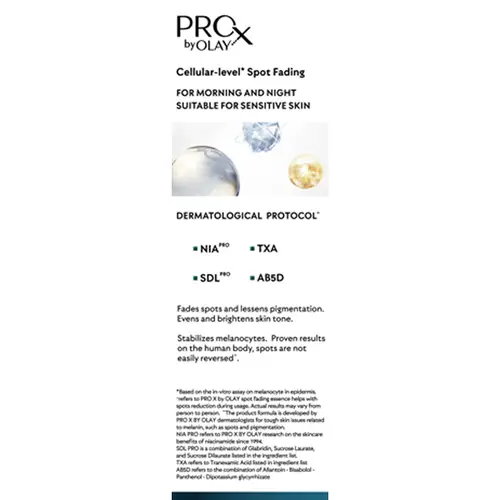 PROX
by OLAY
Cellular-level* Spot Fading
FOR MORNING AND NIGHT
SUITABLE FOR SENSITIVE SKIN
DERMATOLOGICAL PROTOCOL™
▪ NIAPRO ▪ TXA
▪ SDLPRO ▪ AB5D
Fades spots and lessens pigmentation.
Evens and brightens skin tone.
Stabilizes melanocytes. Proven results
on the human body, spots are not
easily reversed~.
*Based on the in-vitro assay on melanocyte in epidermis.
~refers to PRO X by OLAY spot fading essence helps with
spots reduction during usage. Actual results may vary from
person to person. ™The product formula is developed by
PRO X BY OLAY dermatologists for tough skin issues related
to melanin, such as spots and pigmentation.
NIA PRO refers to PRO X BY OLAY research on the skincare
benefits of niacinamide since 1994.
SDL PRO is a combination of Glabridin, Sucrose Laurate,
and Sucrose Dilaurate listed in the ingredient list.
TXA refers to Tranexamic Acid listed in ingredient list
AB5D refers to the combination of Allantoin - Bisabolol -
Panthenol - Dipotassium glycyrrhizate